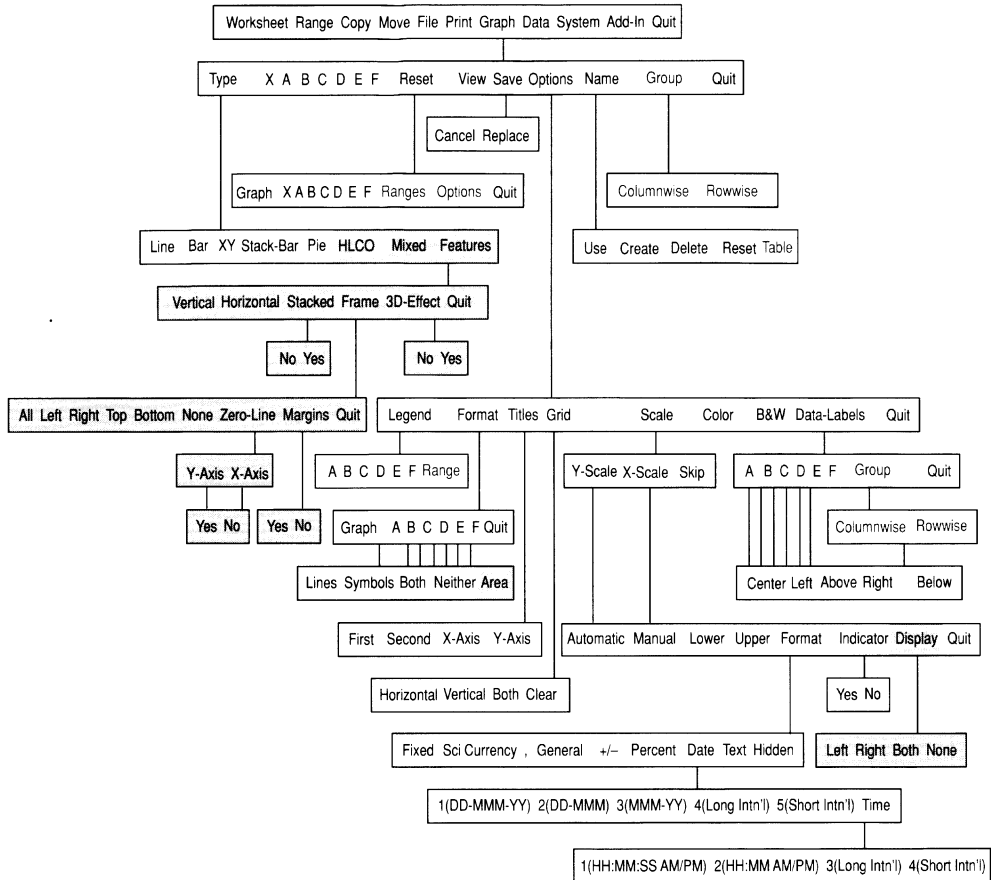 Worksheet Range Copy Move File Print Graph Data System Add-In Quit
Type X A B C D E F Reset View Save Options Name Group Quit
Cancel Replace
Graph X A B C D E F Ranges Options Quit
Columnwise Rowwise
Line Bar XY Stack-Bar Pie HLCO Mixed Features
Use Create Delete Reset Table
Vertical Horizontal Stacked Frame 3D-Effect Quit
No Yes
No Yes
All Left Right Top Bottom None Zero-Line Margins Quit
Legend Format Titles Grid Scale Color B&W Data-Labels Quit
Y-Axis X-Axis
A B C D E F Range
Y-Scale X-Scale Skip
A B C D E F Group Quit
Yes No
Yes No
Graph A B C D E F Quit
Columnwise Rowwise
Lines Symbols Both Neither Area
Center Left Above Right Below
First Second X-Axis Y-Axis
Automatic Manual Lower Upper Format Indicator Display Quit
Horizontal Vertical Both Clear
Yes No
Fixed Sci Currency , General +/– Percent Date Text Hidden
Left Right Both None
1(DD-MMM-YY) 2(DD-MMM) 3(MMM-YY) 4(Long Intn'l) 5(Short Intn'l) Time
1(HH:MM:SS AM/PM) 2(HH:MM AM/PM) 3(Long Intn'l) 4(Short Intn'l)